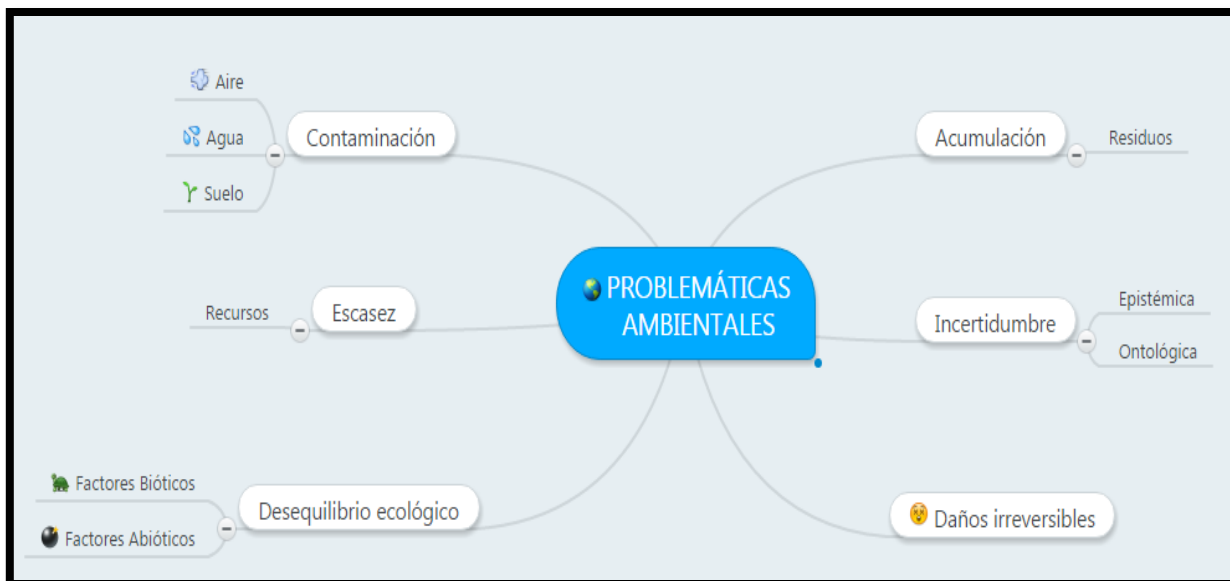 PROBLEMÁTICAS
AMBIENTALES
Contaminación
Aire
Agua
Suelo
Escasez
Recursos
Desequilibrio ecológico
Factores Bióticos
Factores Abióticos
Acumulación
Residuos
Incertidumbre
Epistémica
Ontológica
Daños irreversibles